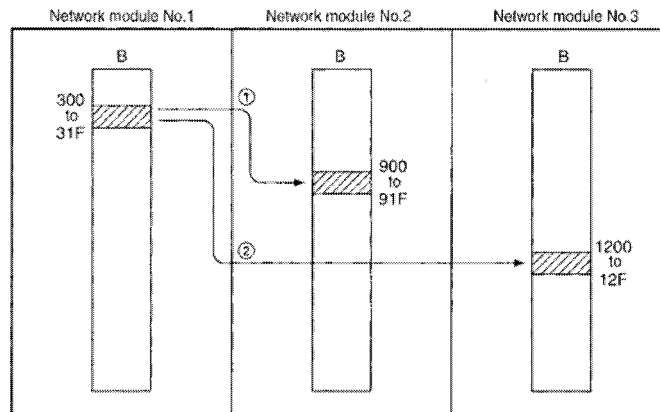 Network module No.1
Network module No.2
Network module No.3
B
B
B
300
to
31F
①
900
to
91F
②
1200
to
12F